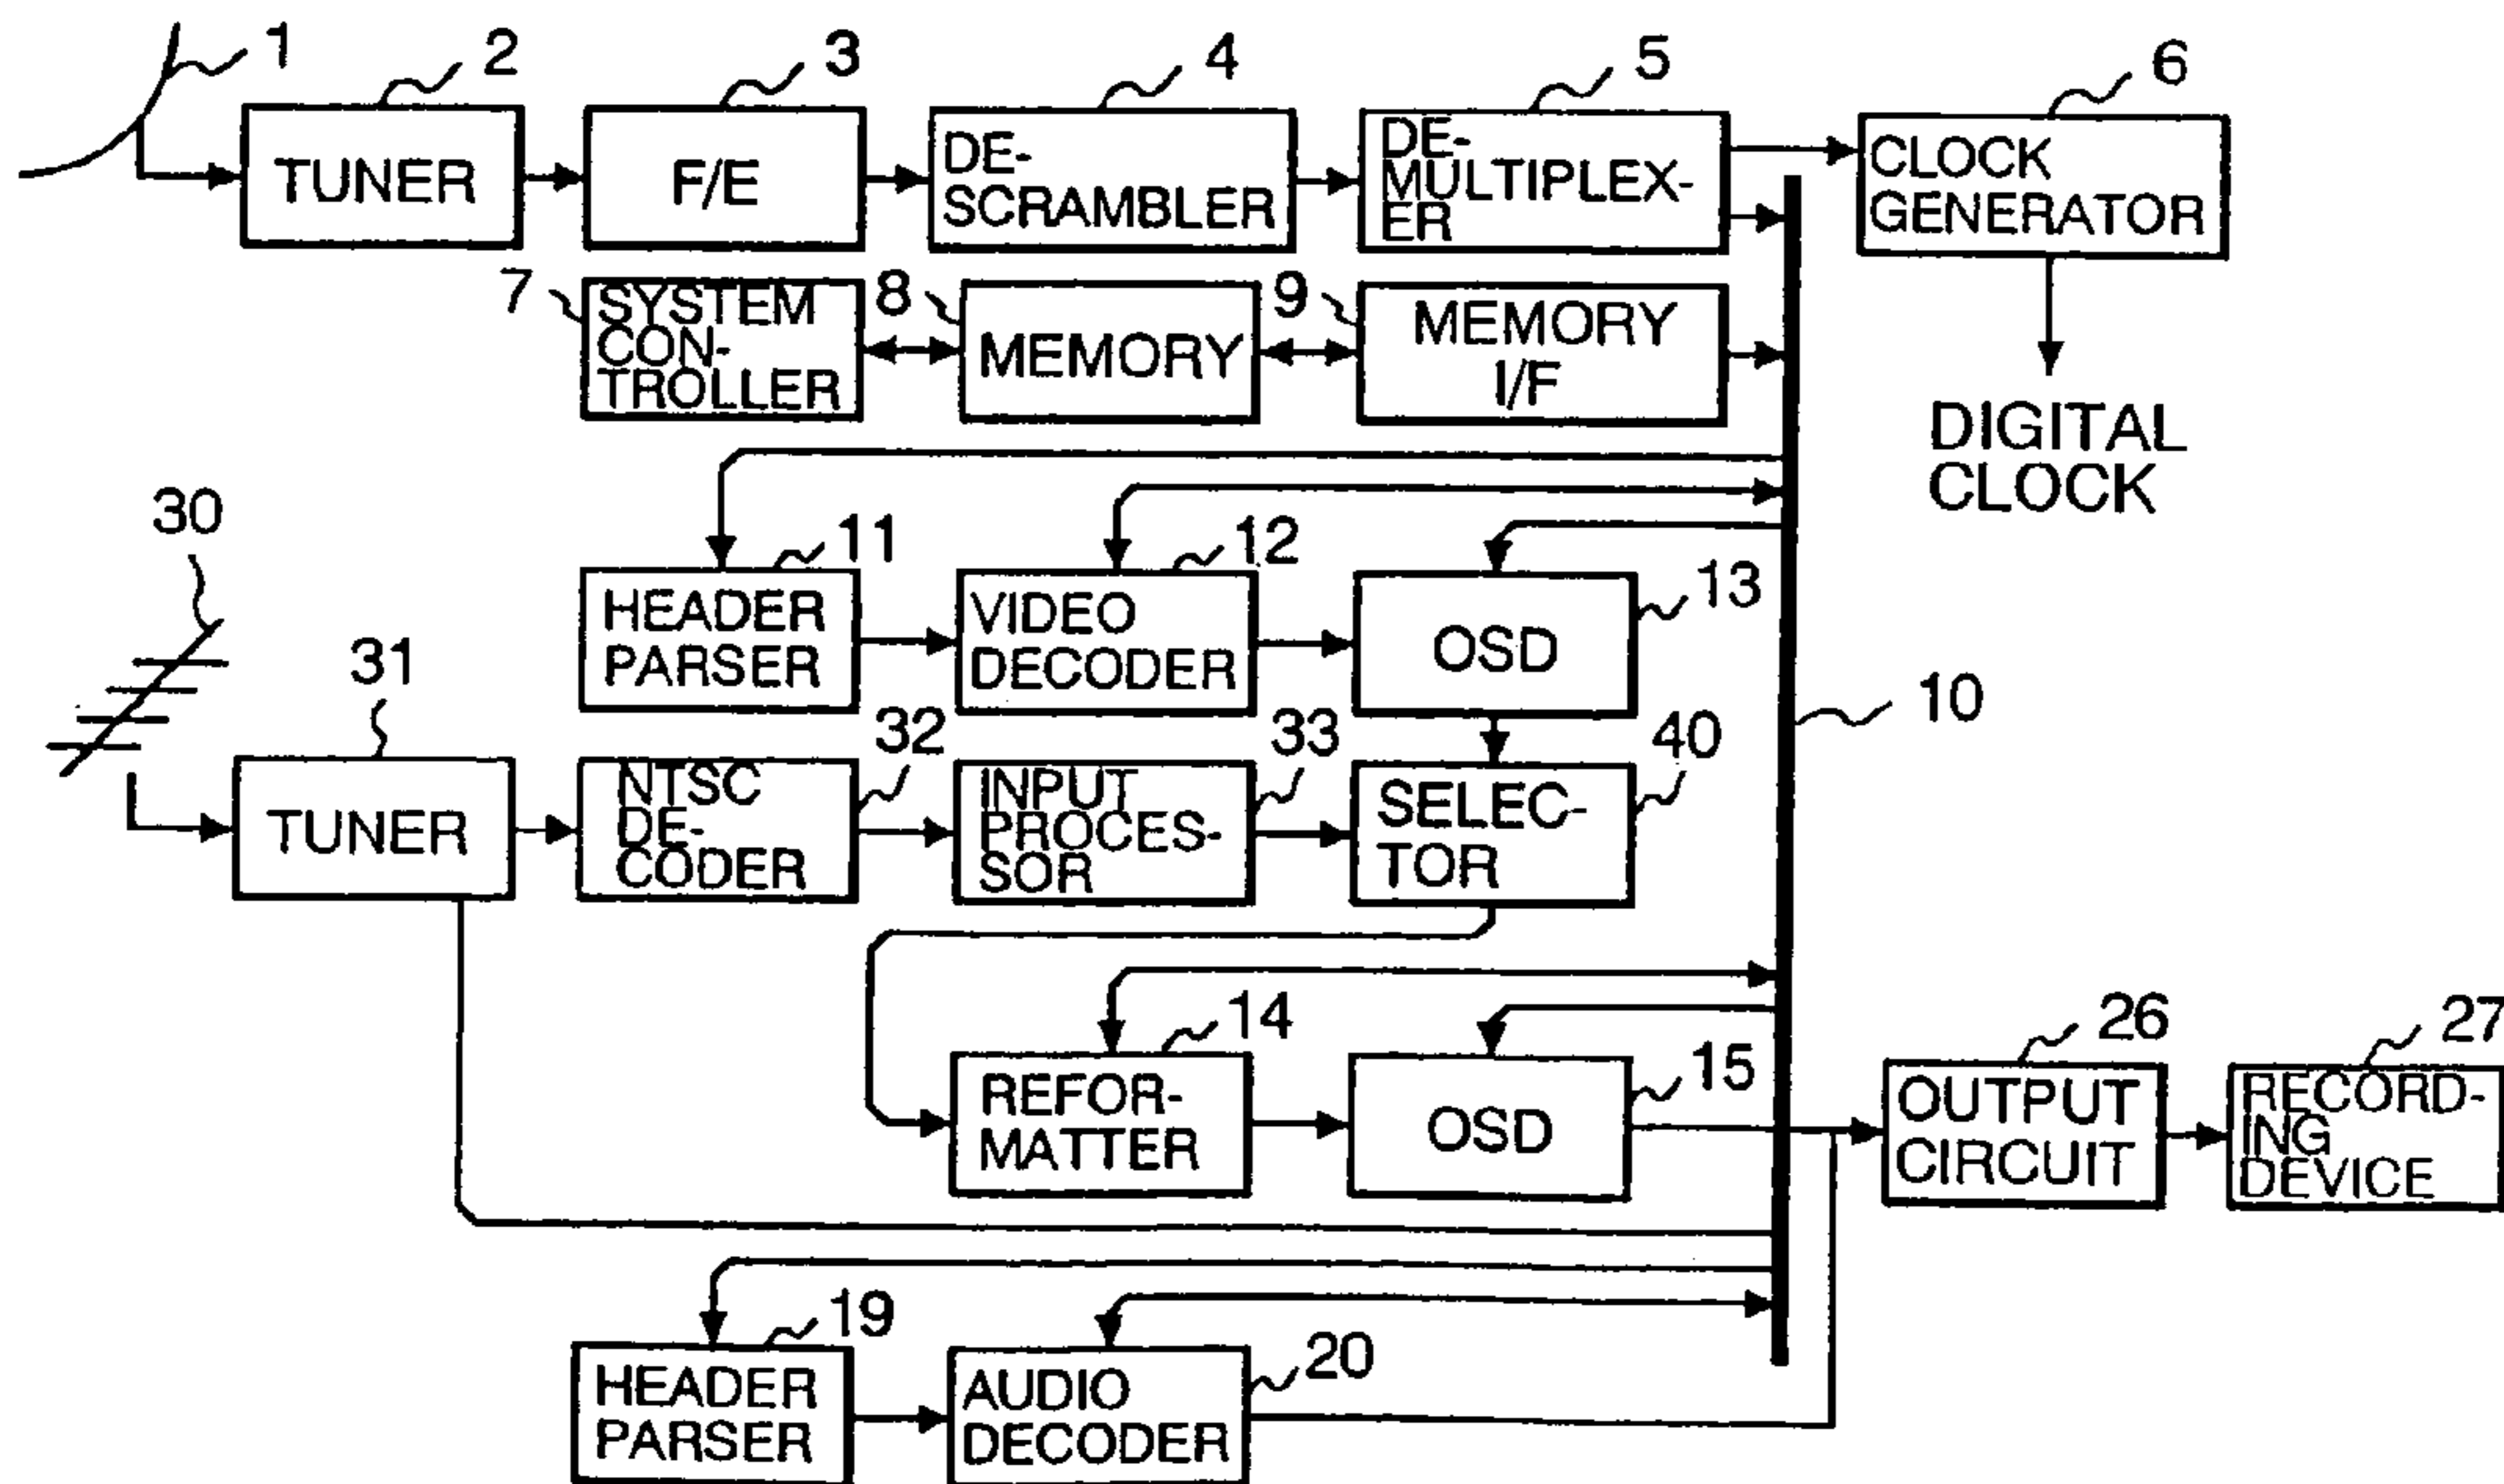 1
2
3
4
5
6
TUNER
F/E
DE-
SCRAMBLER
DE-
MULTIPLEX-
ER
CLOCK
GENERATOR
7
8
9
SYSTEM
CON-
TROLLER
MEMORY
MEMORY
I/F
DIGITAL
CLOCK
30
11
12
13
HEADER
PARSER
VIDEO
DECODER
OSD
10
31
32
33
40
TUNER
NTSC
DE-
CODER
INPUT
PROCES-
SOR
SELEC-
TOR
14
15
26
27
REFOR-
MATTER
OSD
OUTPUT
CIRCUIT
RECORD-
ING
DEVICE
19
20
HEADER
PARSER
AUDIO
DECODER